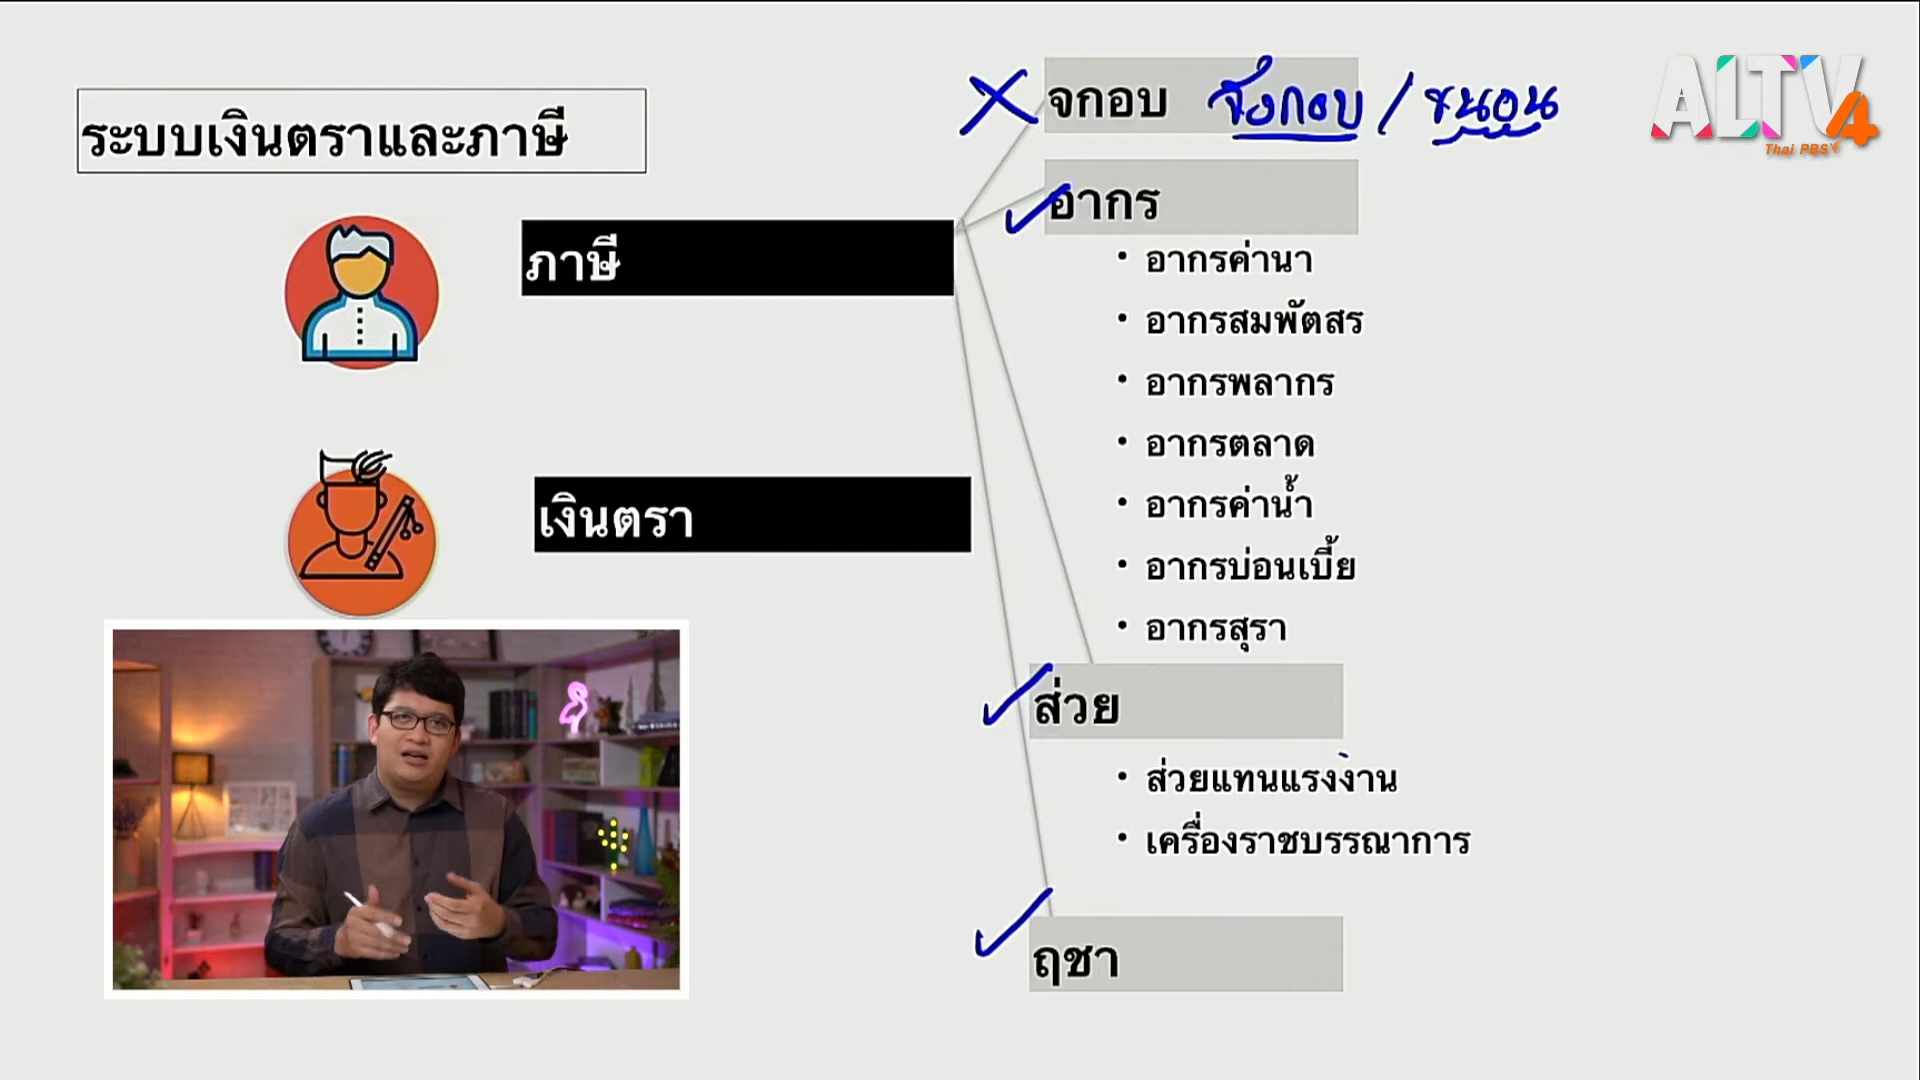 ระบบเงินตราและภาษี
ภาษี
เงินตรา
จกอบ จังกอบ / ขนอน
อากร
• อากรค่านา
• อากรสมพัตสร
• อากรพลากร
• อากรตลาด
• อากรค่าน้ำ
• อากรบ่อนเบี้ย
• อากรสุรา
ส่วย
• ส่วยแทนแรงงาน
• เครื่องราชบรรณาการ
ฤชา
ALTV4
Thai PBS